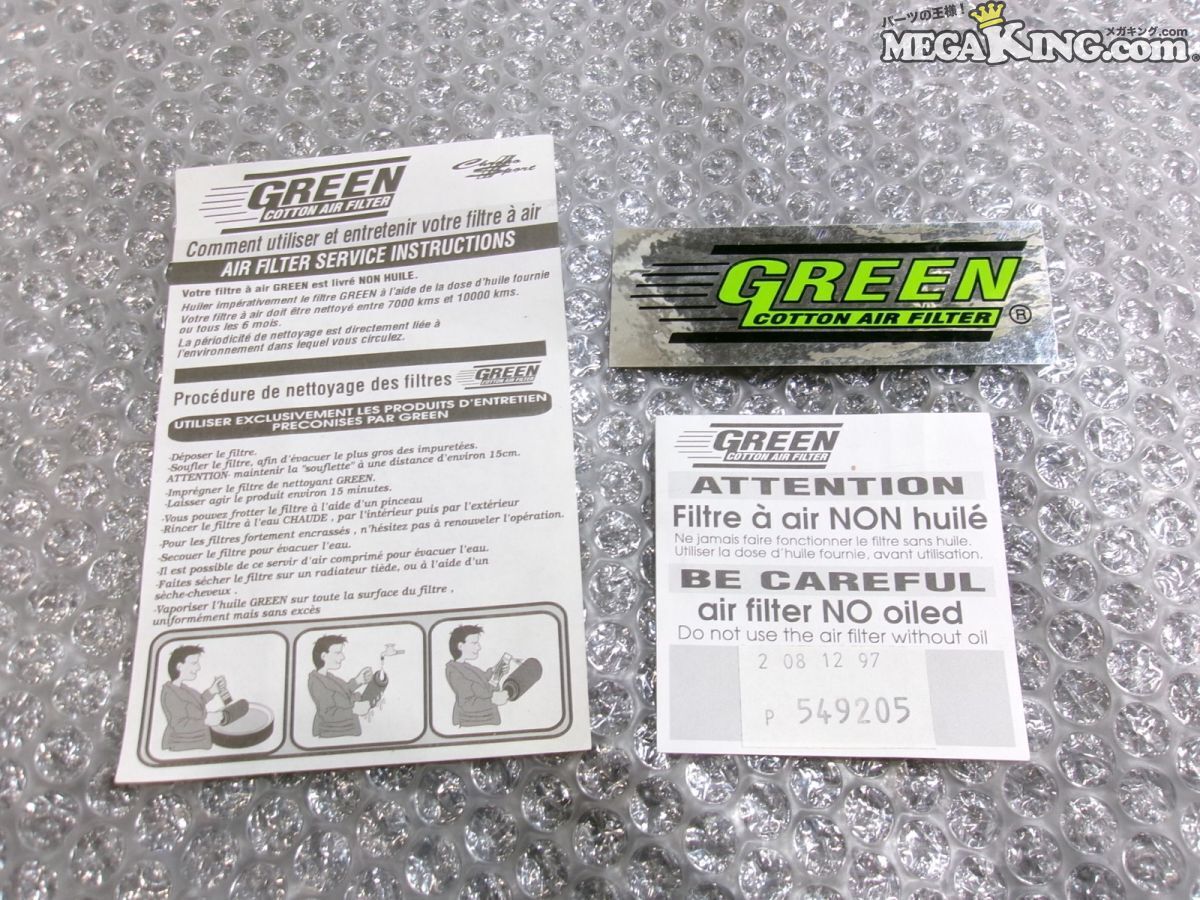 パーツの王様！
メガキング.com
MEGAKING.com®
GREEN
COTTON AIR FILTER
Comment utiliser et entretenir votre filtre à air
AIR FILTER SERVICE INSTRUCTIONS
Votre filtre à air GREEN est livré NON HUILE.
Huiler impérativement le filtre GREEN à l'aide de la dose d'huile fournie
Votre filtre à air doit être nettoyé entre 7000 kms et 10000 kms.
ou tous les 6 mois.
La périodicité de nettoyage est directement liée à
l'environnement dans lequel vous circulez.
Procédure de nettoyage des filtres
GREEN
COTTON AIR FILTER
UTILISER EXCLUSIVEMENT LES PRODUITS D'ENTRETIEN
PRECONISES PAR GREEN
-Déposer le filtre.
-Soufler le filtre, afin d'évacuer le plus gros des impuretées.
ATTENTION- maintenir la "souflette" à une distance d'environ 15cm.
-Imprégner le filtre de nettoyant GREEN.
-Laisser agir le produit environ 15 minutes.
-Vous pouvez frotter le filtre à l'aide d'un pinceau
-Rincer le filtre à l'eau CHAUDE , par l'intérieur puis par l'extérieur
-Pour les filtres fortement encrassés , n'hésitez pas à renouveler l'opération.
-Secouer le filtre pour évacuer l'eau.
-Il est possible de ce servir d'air comprimé pour évacuer l'eau.
-Faites sécher le filtre sur un radiateur tiède, ou à l'aide d'un
sèche-cheveux .
-Vaporiser l'huile GREEN sur toute la surface du filtre ,
uniformément mais sans excès
GREEN
COTTON AIR FILTER ®
GREEN
COTTON AIR FILTER
ATTENTION
Filtre à air NON huilé
Ne jamais faire fonctionner le filtre sans huile.
Utiliser la dose d'huile fournie, avant utilisation.
BE CAREFUL
air filter NO oiled
Do not use the air filter without oil
2 08 12 97
P 549205